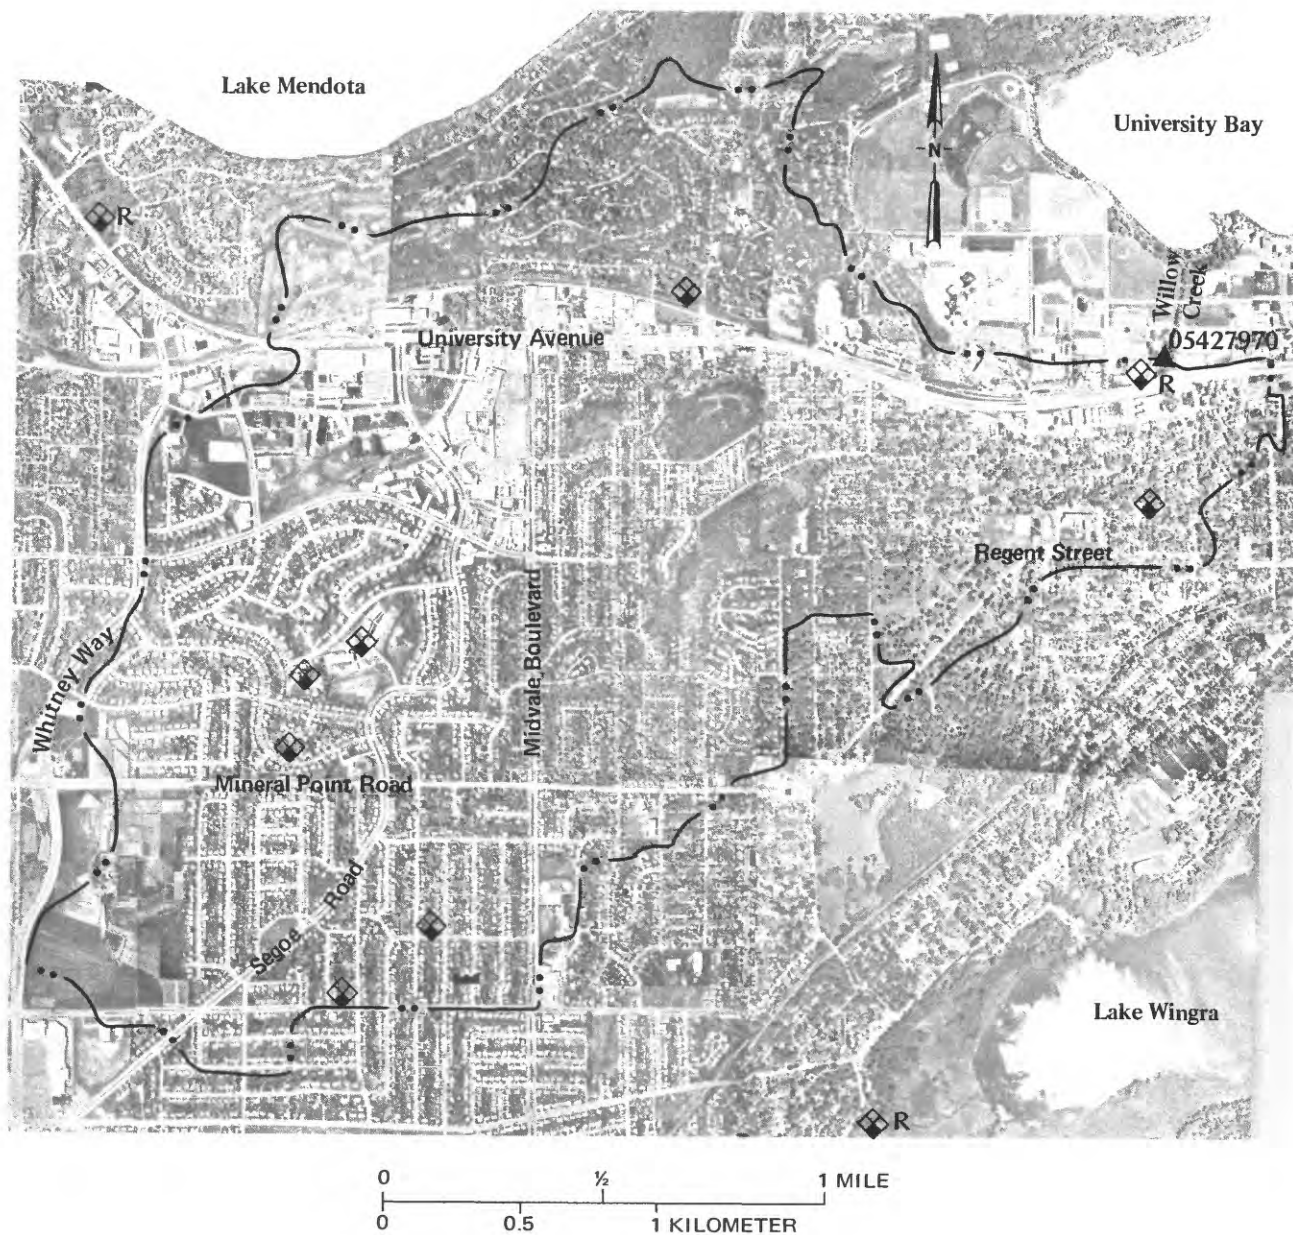 Lake Mendota
University Bay
N
R
Willow
Creek
University Avenue
05427970
R
Regent Street
Midvale Boulevard
Whitney Way
Mineral Point Road
Segoe Road
Lake Wingra
R
0 ½ 1 MILE
0 0.5 1 KILOMETER